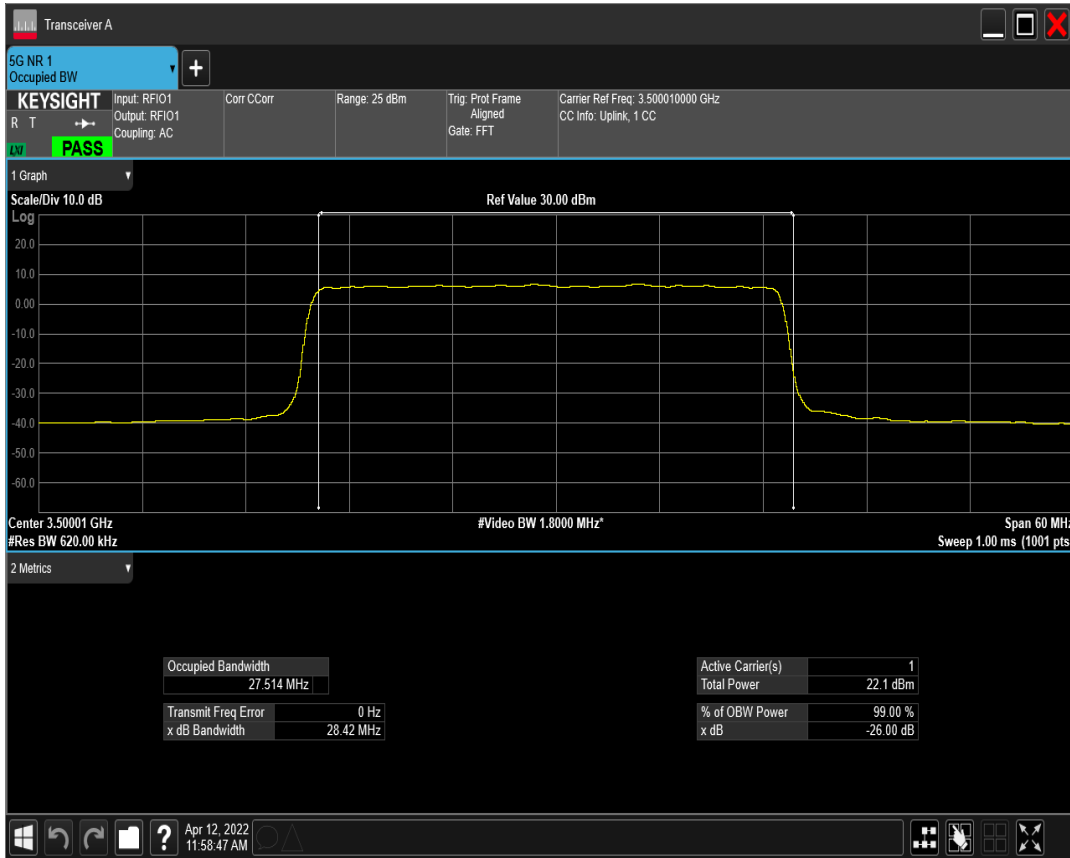 Transceiver A
5G NR 1
Occupied BW
+
KEYSIGHT
R T
LXI
PASS
Input: RFIO1
Output: RFIO1
Coupling: AC
Corr CCorr
Range: 25 dBm
Trig: Prot Frame
Aligned
Gate: FFT
Carrier Ref Freq: 3.500010000 GHz
CC Info: Uplink, 1 CC
1 Graph
Scale/Div 10.0 dB
Ref Value 30.00 dBm
Log
20.0
10.0
0.00
-10.0
-20.0
-30.0
-40.0
-50.0
-60.0
Center 3.50001 GHz
#Video BW 1.8000 MHz*
Span 60 MHz
#Res BW 620.00 kHz
Sweep 1.00 ms (1001 pts
2 Metrics
Occupied Bandwidth
27.514 MHz
Transmit Freq Error 0 Hz
x dB Bandwidth 28.42 MHz
Active Carrier(s) 1
Total Power 22.1 dBm
% of OBW Power 99.00 %
x dB -26.00 dB
?
Apr 12, 2022
11:58:47 AM